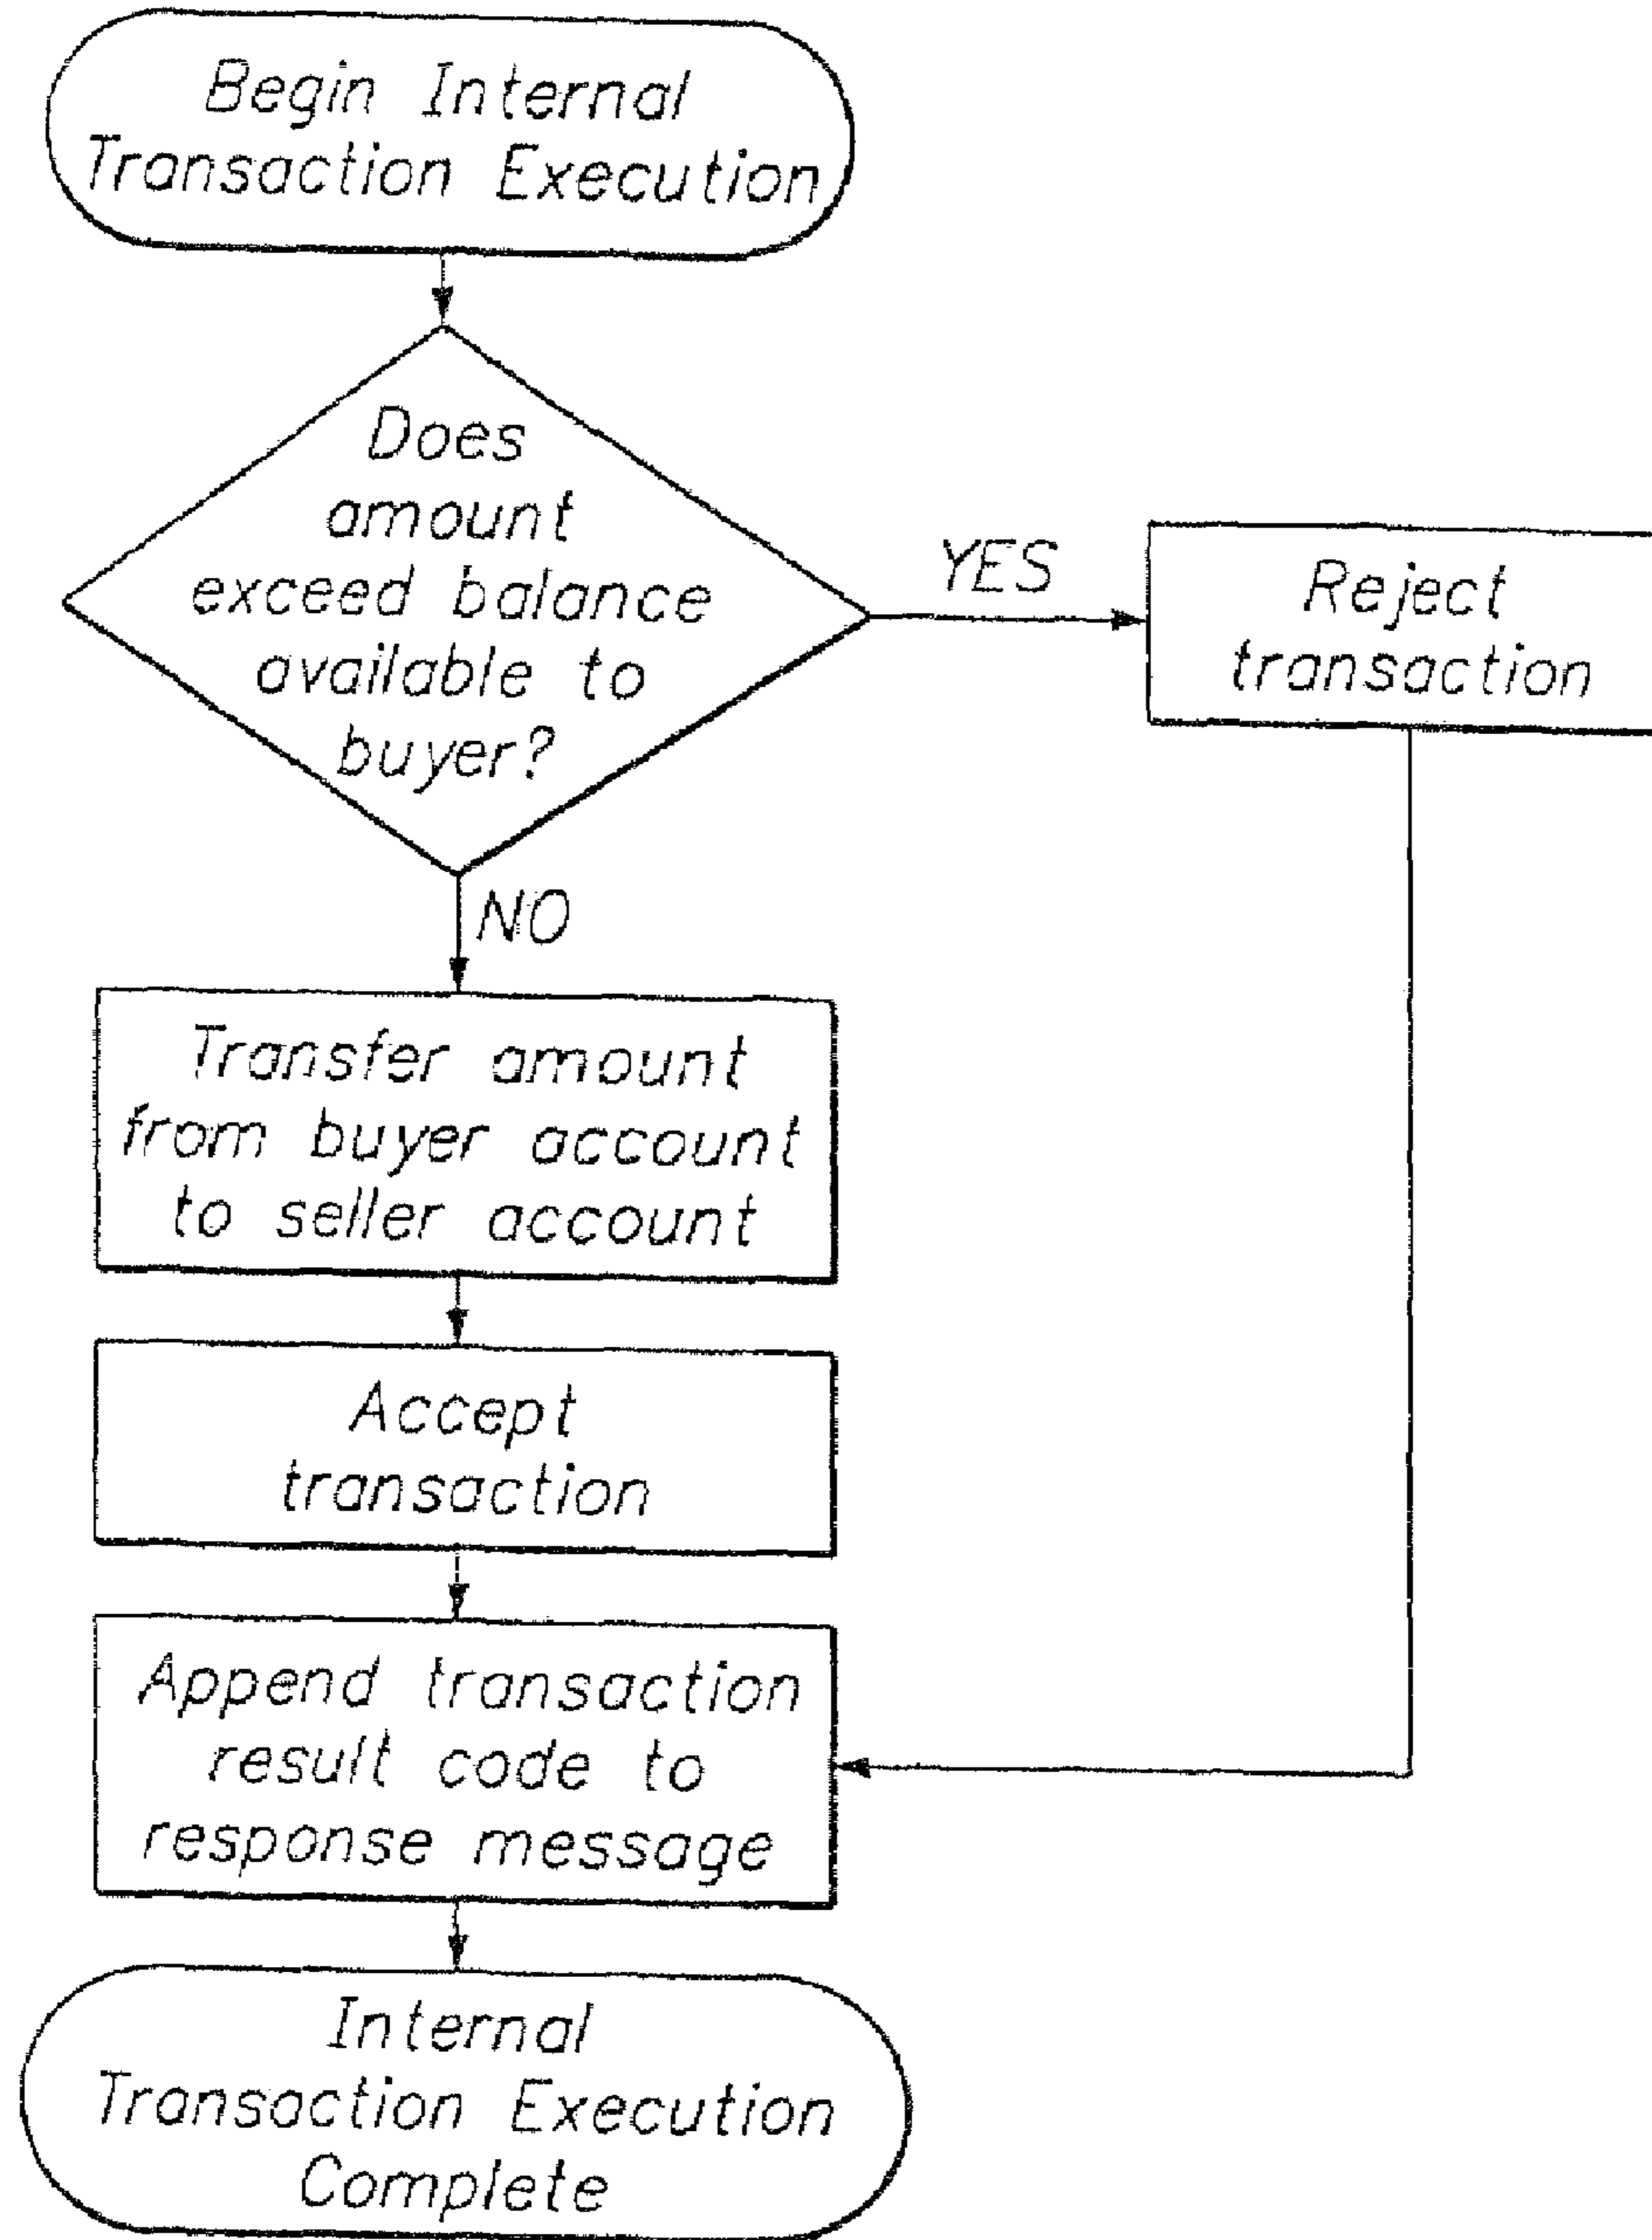 Begin Internal
Transaction Execution
Does
amount
exceed balance
available to
buyer?
YES
Reject
transaction
NO
Transfer amount
from buyer account
to seller account
Accept
transaction
Append transaction
result code to
response message
Internal
Transaction Execution
Complete